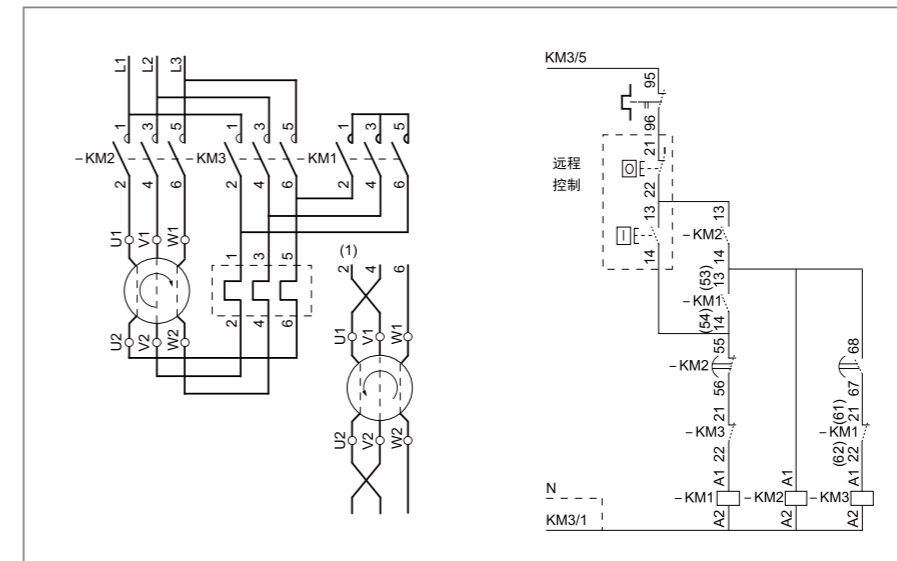 L1 L2 L3
1 3 5 1 3 5 1 3 5
–KM2 KM3 KM1
2 4 6 2 4 6 2 4 6
U1 V1 W1
1 3 5
(1)
2 4 6
2 4 6
U1 V1 W1
U2 V2 W2
U2 V2 W2
KM3/5
95
96
21
远程
控制
O
22
13
I
14
13
–KM2
14
(53)
13
–KM1
14
(54)
55
–KM2
56
68
67
21
–KM3
22
(61)
21
–KM1
22
(62)
A1 A1 A1
–KM1 –KM2 –KM3
A2 A2 A2
N
KM3/1